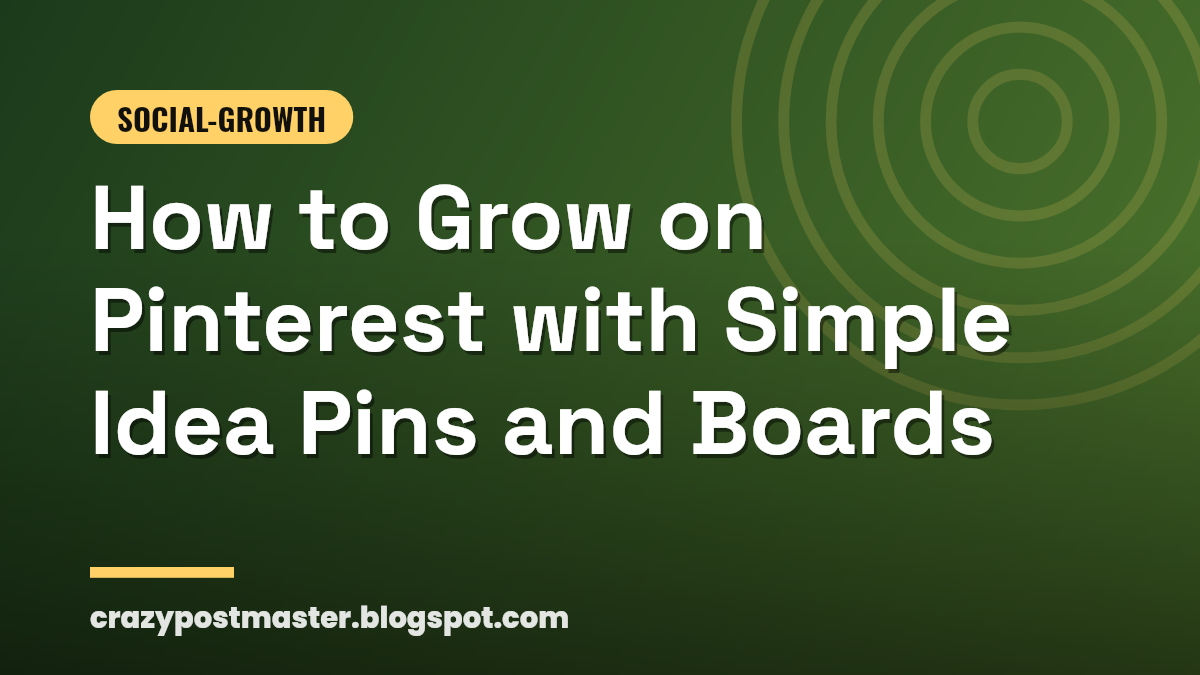 SOCIAL-GROWTH
How to Grow on
Pinterest with Simple
Idea Pins and Boards
crazypostmaster.blogspot.com